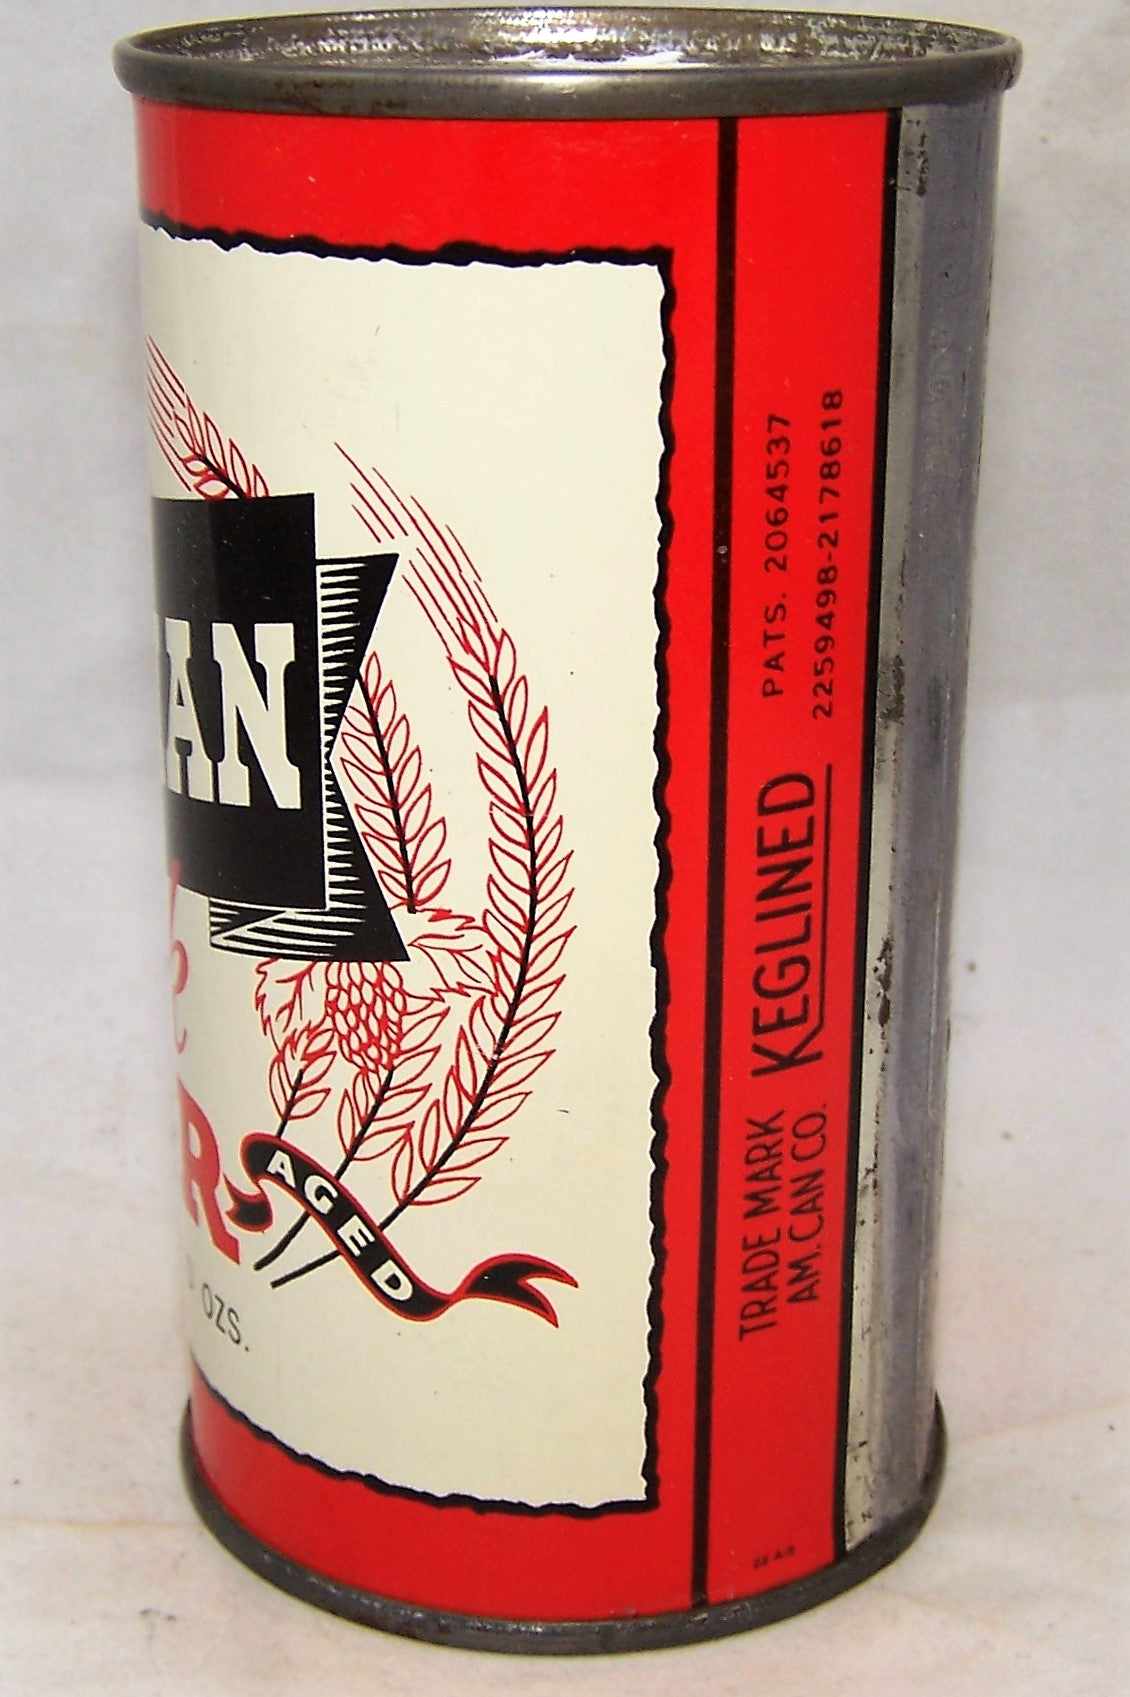 AN
R
AGED
OZS.
TRADE MARK
AM. CAN CO.
KEGLINED
PATS. 2064537
2259498-2178618